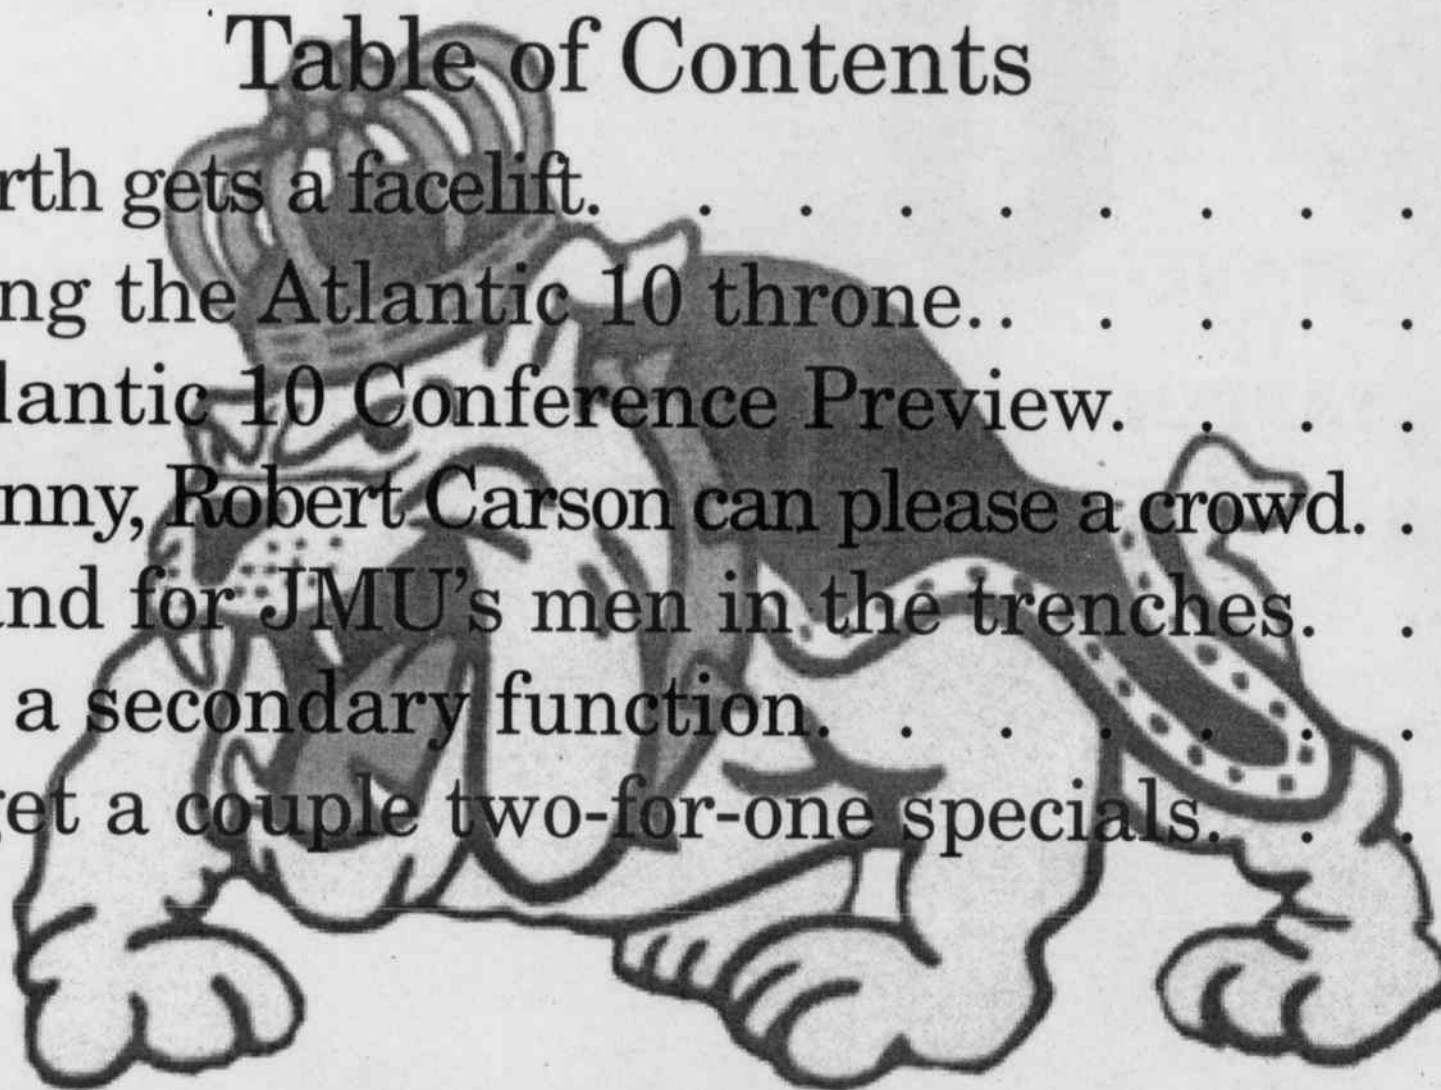 Table of Contents
rth gets a facelift. . . . . . . . .
ng the Atlantic 10 throne. . . . . .
lantic 10 Conference Preview. . . .
nny, Robert Carson can please a crowd. .
nd for JMU's men in the trenches. .
a secondary function. . . . . . .
get a couple two-for-one specials. . .